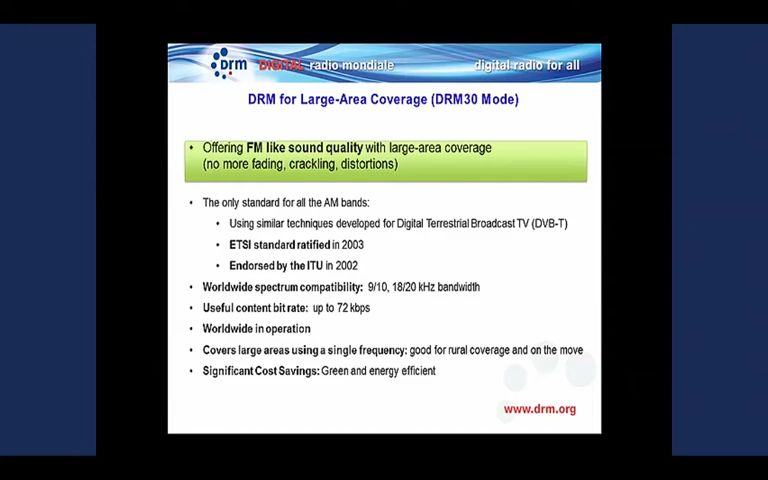 drm DIGITAL radio mondiale digital radio for all
DRM for Large-Area Coverage (DRM30 Mode)
• Offering FM like sound quality with large-area coverage
(no more fading, crackling, distortions)
• The only standard for all the AM bands:
• Using similar techniques developed for Digital Terrestrial Broadcast TV (DVB-T)
• ETSI standard ratified in 2003
• Endorsed by the ITU in 2002
• Worldwide spectrum compatibility: 9/10, 18/20 kHz bandwidth
• Useful content bit rate: up to 72 kbps
• Worldwide in operation
• Covers large areas using a single frequency: good for rural coverage and on the move
• Significant Cost Savings: Green and energy efficient
www.drm.org